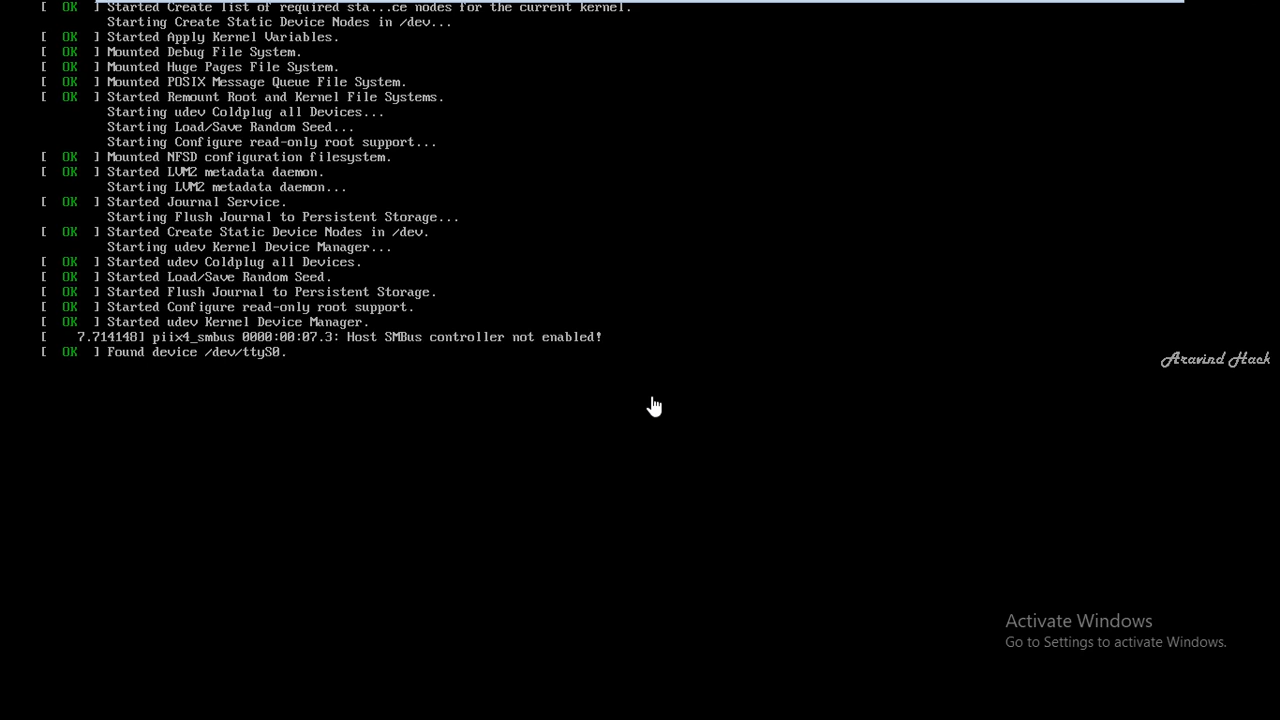 [  OK  ] Started Create list of required sta...ce nodes for the current kernel.
         Starting Create Static Device Nodes in /dev...
[  OK  ] Started Apply Kernel Variables.
[  OK  ] Mounted Debug File System.
[  OK  ] Mounted Huge Pages File System.
[  OK  ] Mounted POSIX Message Queue File System.
[  OK  ] Started Remount Root and Kernel File Systems.
         Starting udev Coldplug all Devices...
         Starting Load/Save Random Seed...
         Starting Configure read-only root support...
[  OK  ] Mounted NFSD configuration filesystem.
[  OK  ] Started LVM2 metadata daemon.
         Starting LVM2 metadata daemon...
[  OK  ] Started Journal Service.
         Starting Flush Journal to Persistent Storage...
[  OK  ] Started Create Static Device Nodes in /dev.
         Starting udev Kernel Device Manager...
[  OK  ] Started udev Coldplug all Devices.
[  OK  ] Started Load/Save Random Seed.
[  OK  ] Started Flush Journal to Persistent Storage.
[  OK  ] Started Configure read-only root support.
[  OK  ] Started udev Kernel Device Manager.
[    7.714148] piix4_smbus 0000:00:07.3: Host SMBus controller not enabled!
[  OK  ] Found device /dev/ttyS0.
Aravind Hack
Activate Windows
Go to Settings to activate Windows.